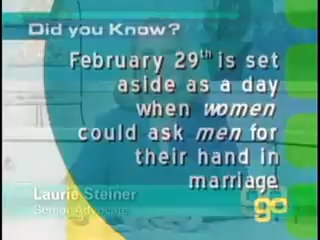 Did you Know?
February 29th is set
aside as a day
when women
could ask men for
their hand in
marriage
Laurie Steiner
Senior Advocate
go